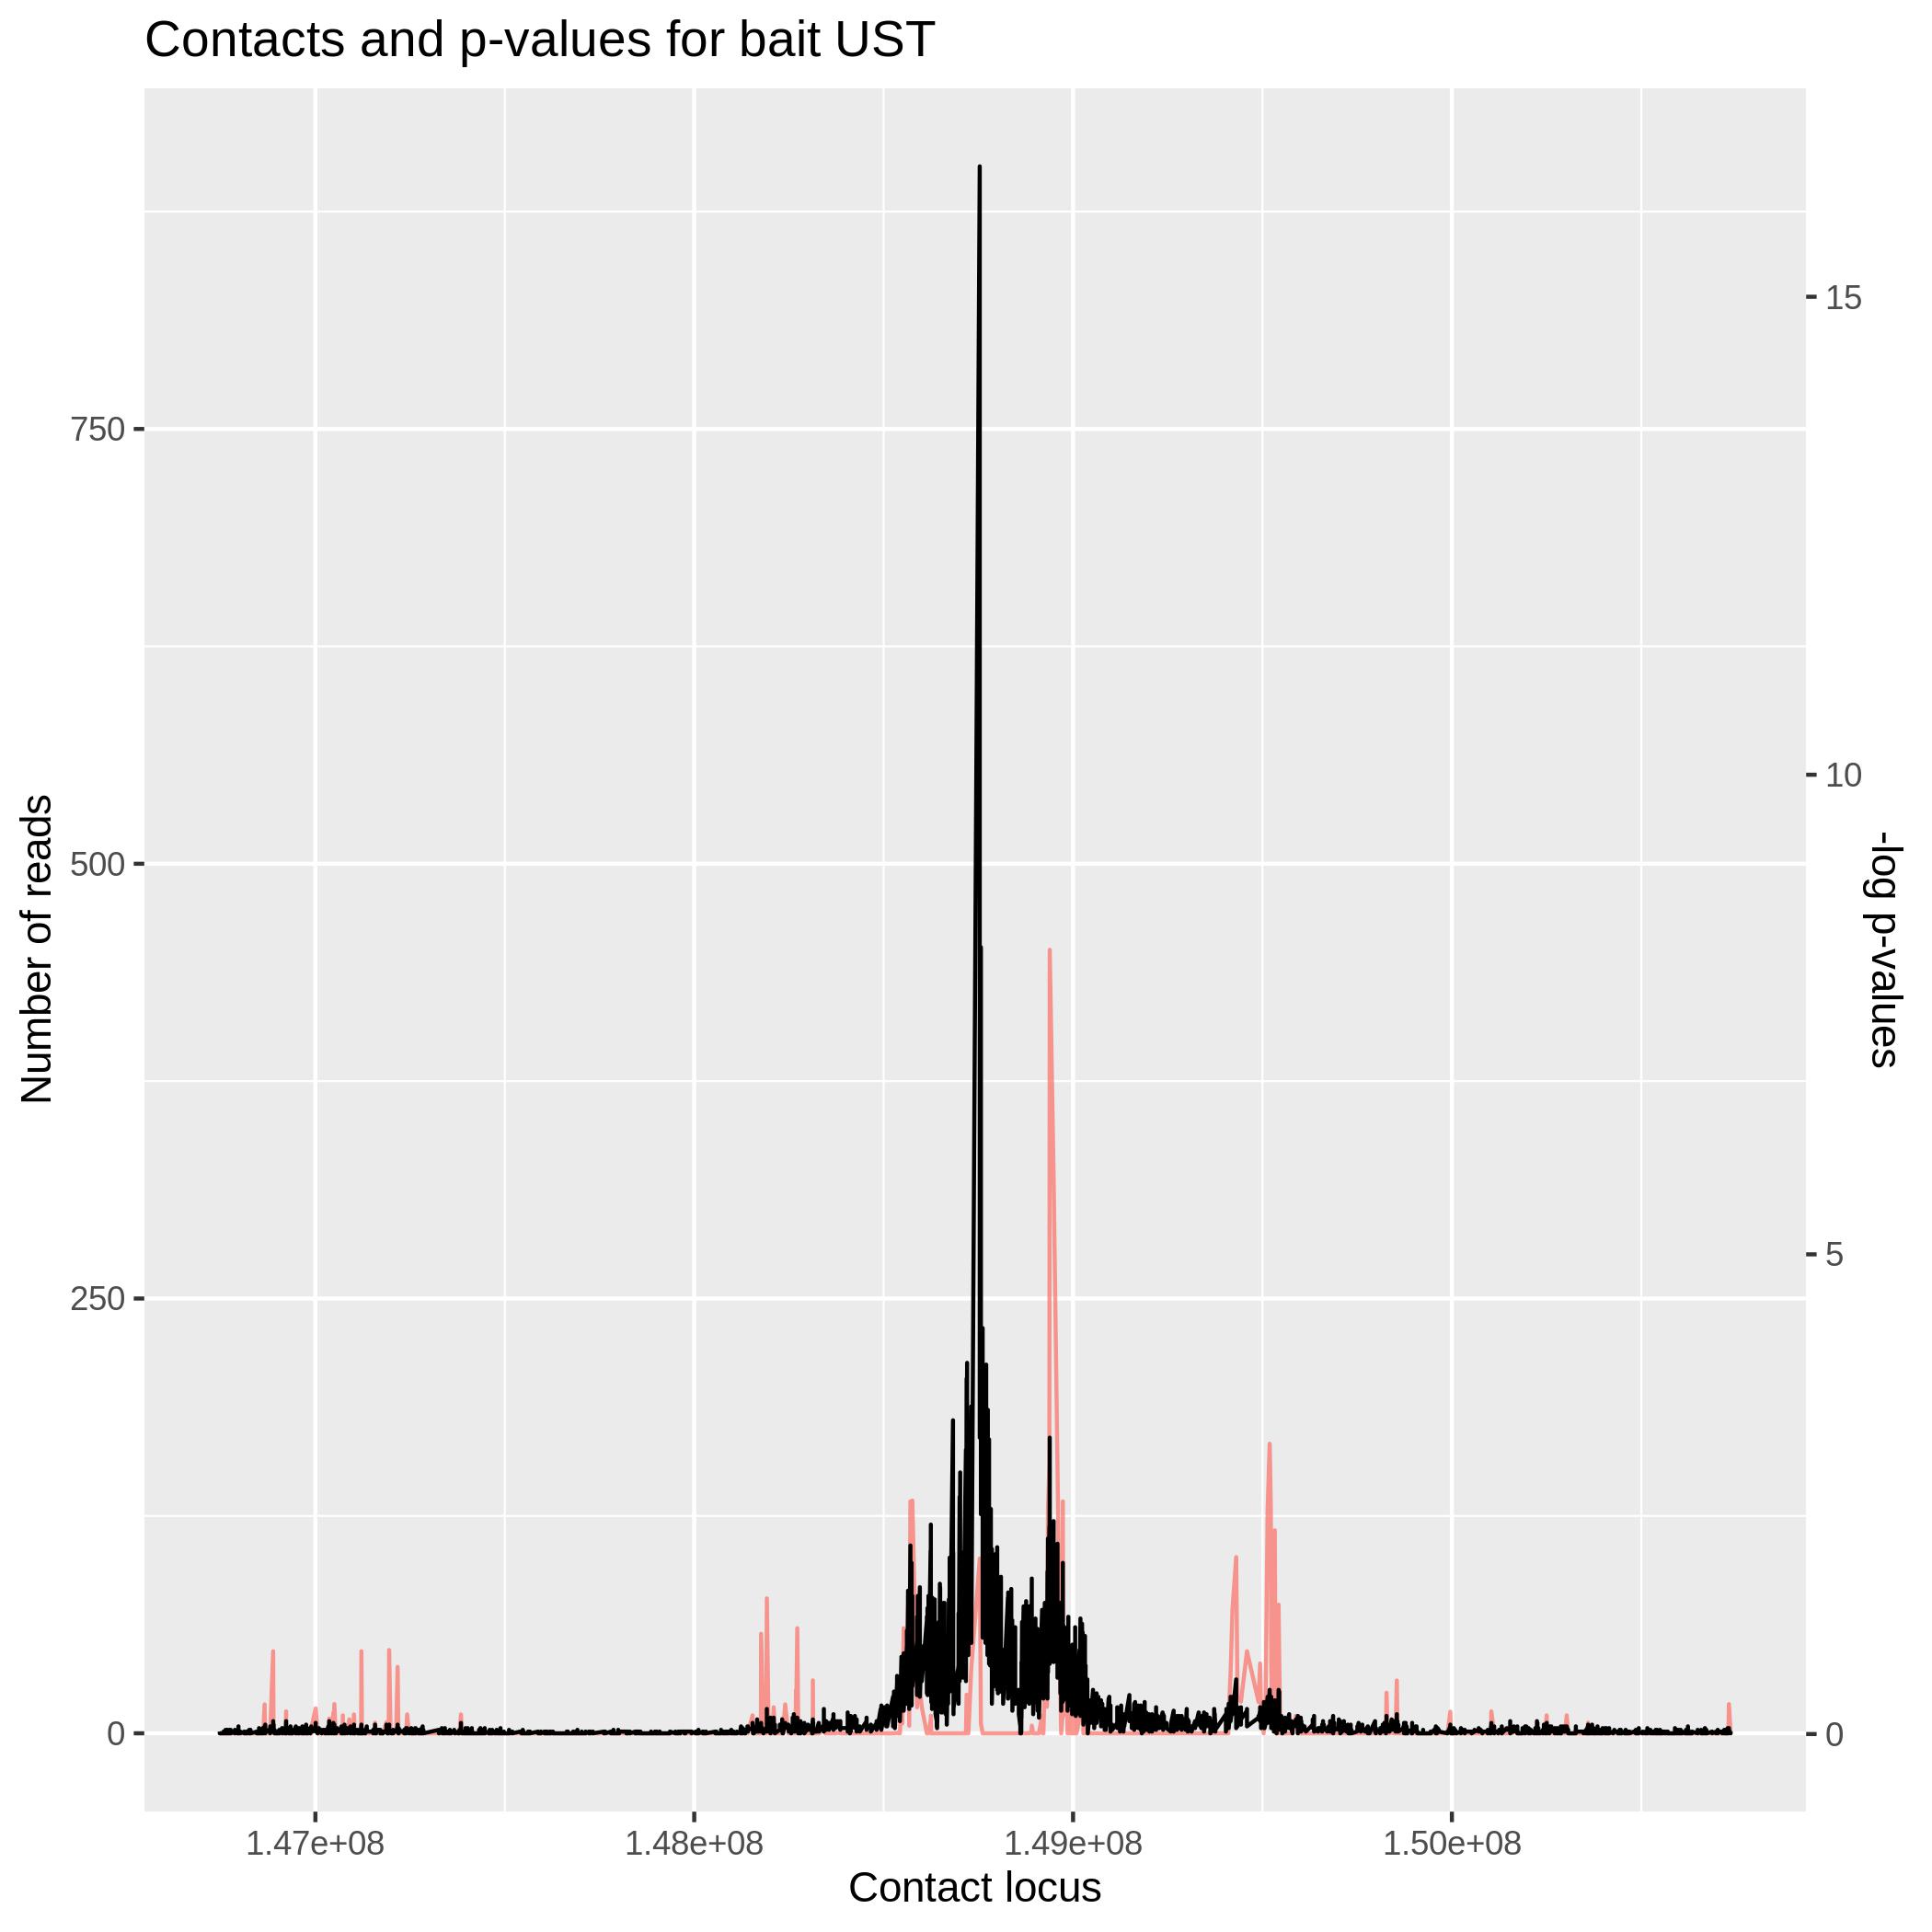 Contacts and p-values for bait UST
Number of reads
750
500
250
0
15
10
5
0
-log p-values
1.47e+08
1.48e+08
1.49e+08
1.50e+08
Contact locus